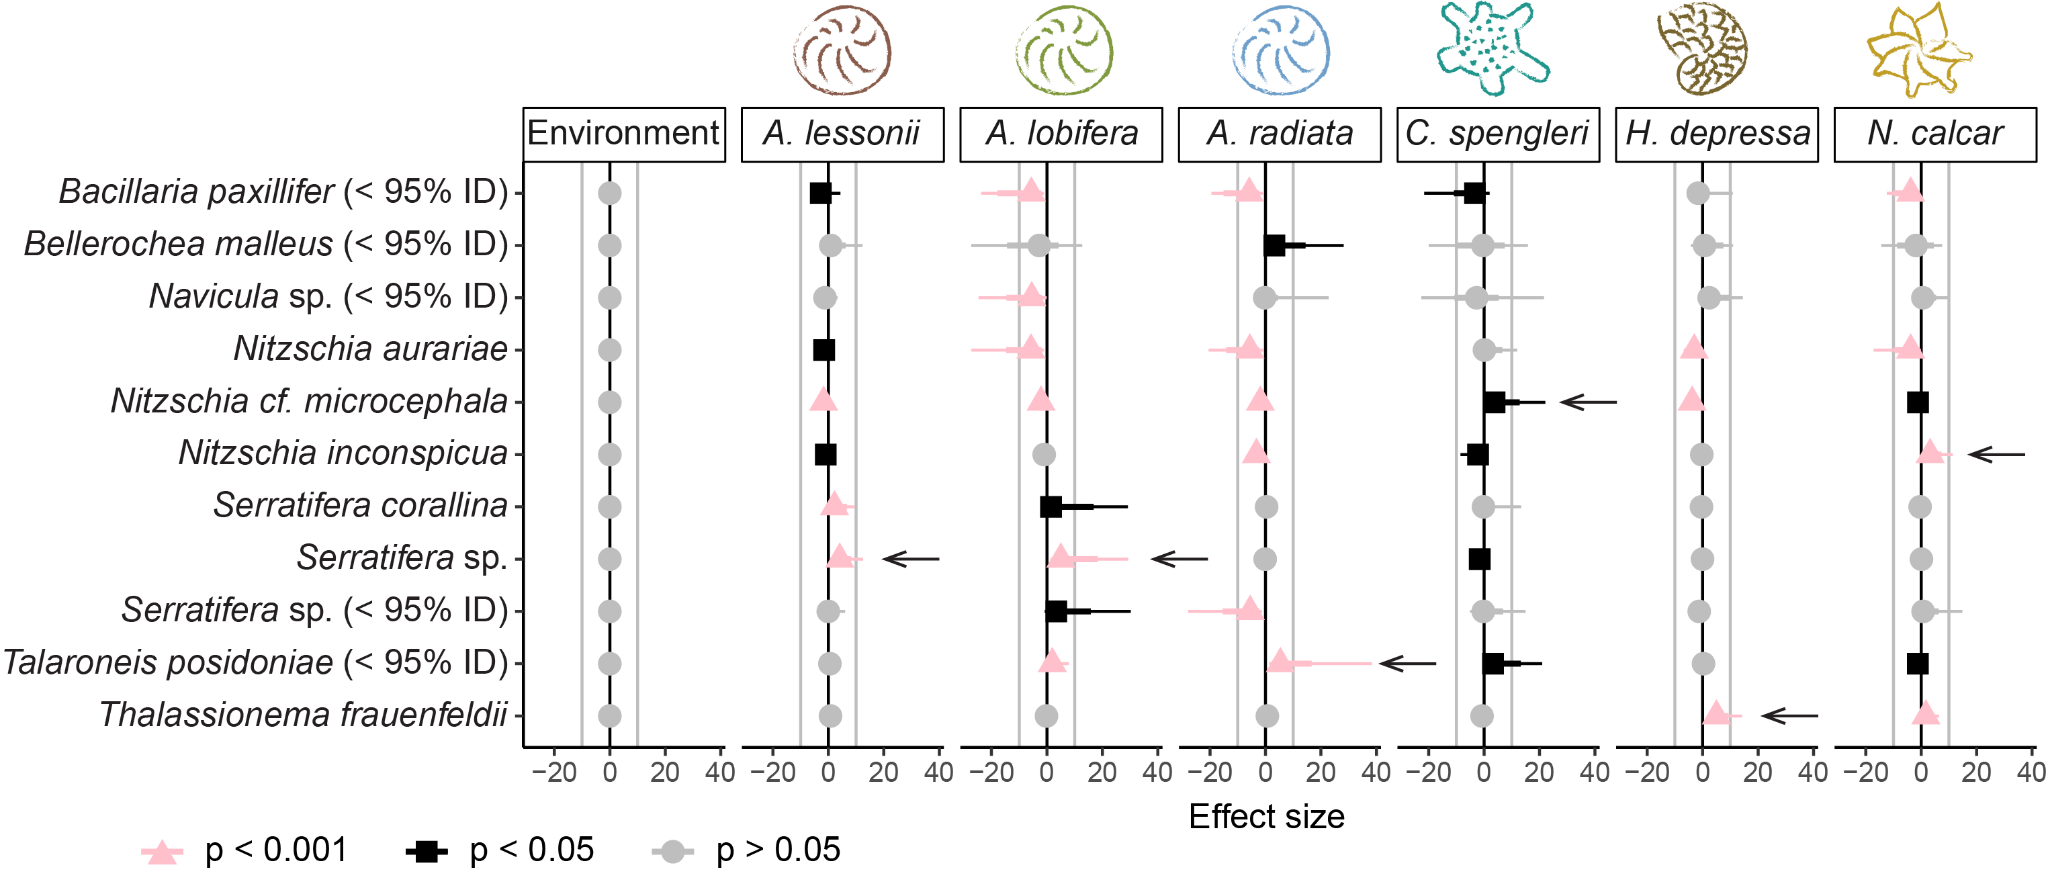 Environment A. lessonii A. lobifera A. radiata C. spengleri H. depressa N. calcar
Bacillaria paxillifer (< 95% ID)
Bellerochea malleus (< 95% ID)
Navicula sp. (< 95% ID)
Nitzschia aurariae
Nitzschia cf. microcephala
Nitzschia inconspicua
Serratifera corallina
Serratifera sp.
Serratifera sp. (< 95% ID)
Talaroneis posidoniae (< 95% ID)
Thalassionema frauenfeldii
−20 0 20 40 −20 0 20 40 −20 0 20 40 −20 0 20 40 −20 0 20 40 −20 0 20 40 −20 0 20 40
Effect size
p < 0.001 p < 0.05 p > 0.05